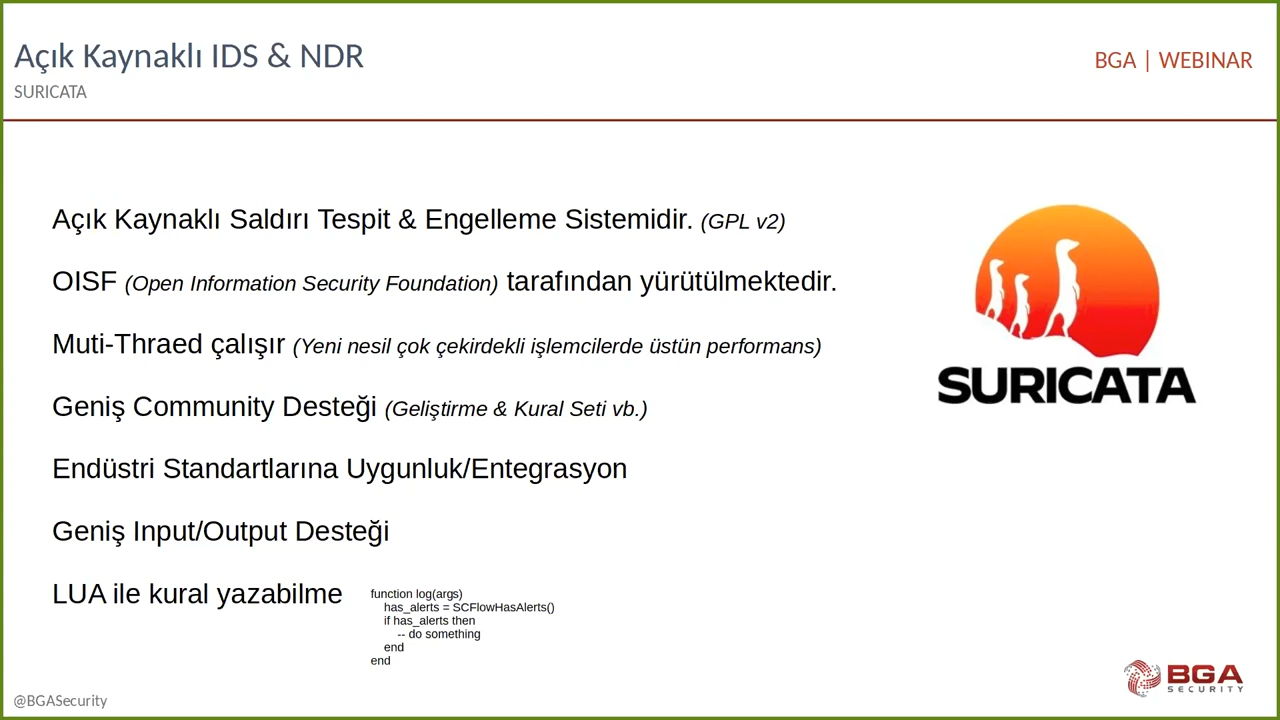 Açık Kaynaklı IDS & NDR
SURICATA
BGA | WEBINAR
Açık Kaynaklı Saldırı Tespit & Engelleme Sistemidir. (GPL v2)
OISF (Open Information Security Foundation) tarafından yürütülmektedir.
Muti-Thraed çalışır (Yeni nesil çok çekirdekli işlemcilerde üstün performans)
Geniş Community Desteği (Geliştirme & Kural Seti vb.)
Endüstri Standartlarına Uygunluk/Entegrasyon
Geniş Input/Output Desteği
LUA ile kural yazabilme
function log(args)
has_alerts = SCFlowHasAlerts()
if has_alerts then
-- do something
end
end
SURICATA
BGA
SECURITY
@BGASecurity